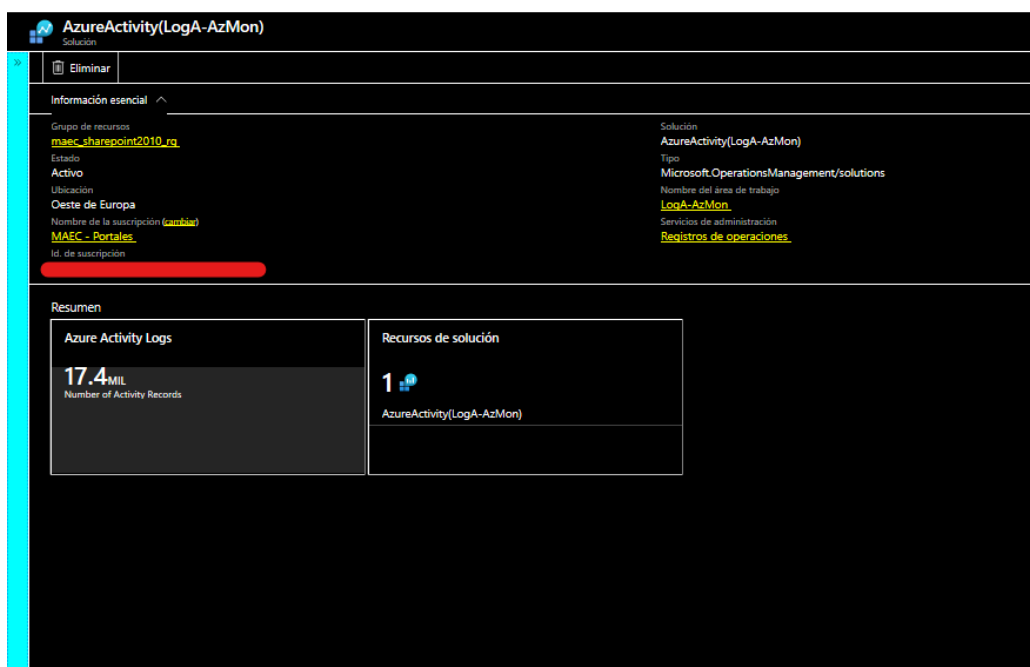 AzureActivity(LogA-AzMon)
Solución
»
Eliminar
Información esencial
Grupo de recursos
maec_sharepoint2010_rg
Estado
Activo
Ubicación
Oeste de Europa
Nombre de la suscripción (cambiar)
MAEC - Portales
Id. de suscripción
Solución
AzureActivity(LogA-AzMon)
Tipo
Microsoft.OperationsManagement/solutions
Nombre del área de trabajo
LogA-AzMon
Servicios de administración
Registros de operaciones
Resumen
Azure Activity Logs
17.4MIL
Number of Activity Records
Recursos de solución
1
AzureActivity(LogA-AzMon)